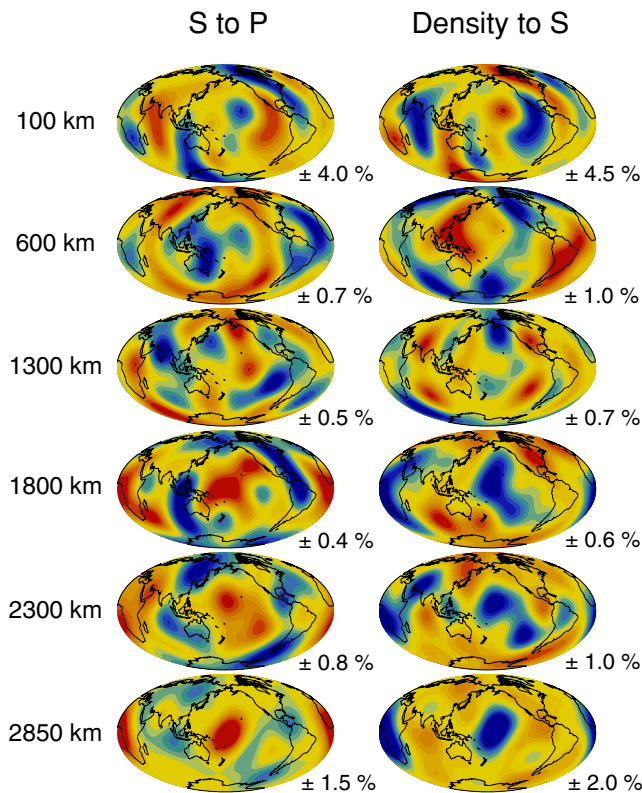 S to P Density to S
100 km ± 4.0 % ± 4.5 %
600 km ± 0.7 % ± 1.0 %
1300 km ± 0.5 % ± 0.7 %
1800 km ± 0.4 % ± 0.6 %
2300 km ± 0.8 % ± 1.0 %
2850 km ± 1.5 % ± 2.0 %